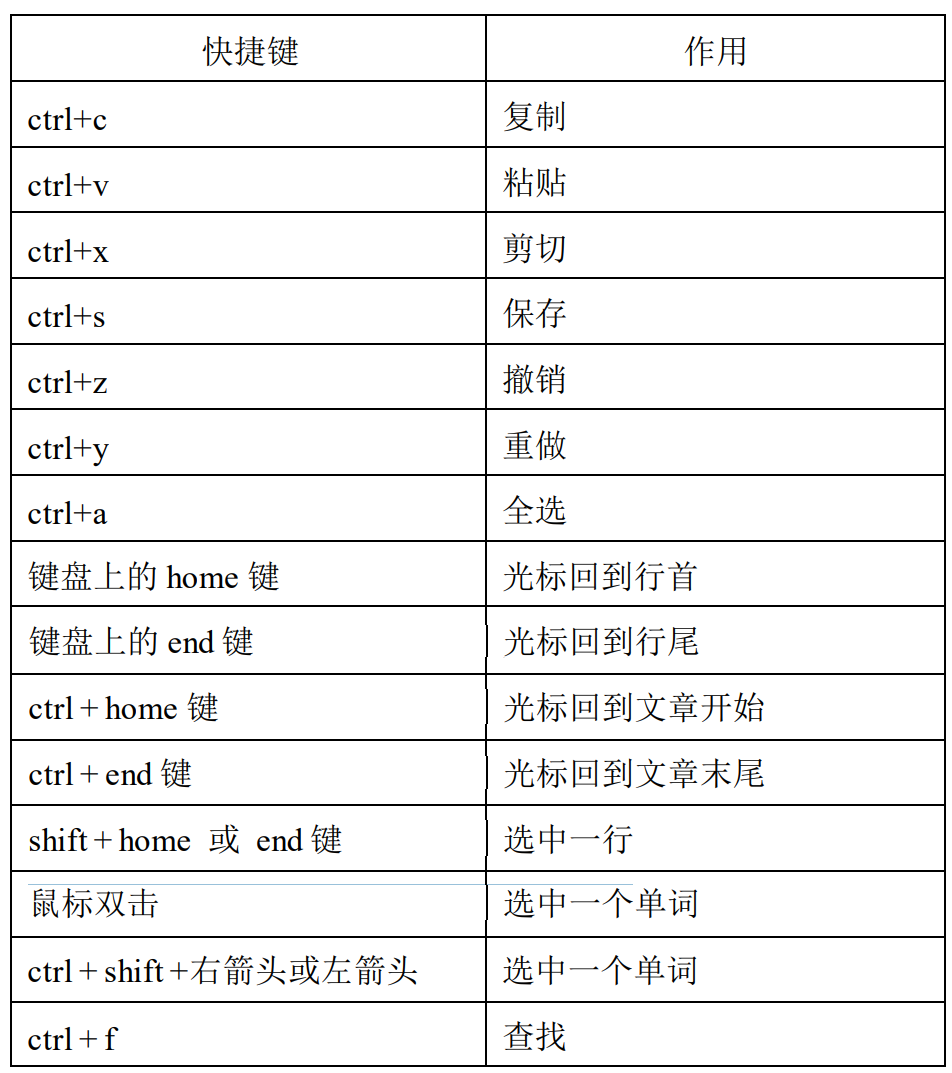 快捷键 作用
ctrl+c 复制
ctrl+v 粘贴
ctrl+x 剪切
ctrl+s 保存
ctrl+z 撤销
ctrl+y 重做
ctrl+a 全选
键盘上的 home 键 光标回到行首
键盘上的 end 键 光标回到行尾
ctrl + home 键 光标回到文章开始
ctrl + end 键 光标回到文章末尾
shift + home 或 end 键 选中一行
鼠标双击 选中一个单词
ctrl + shift +右箭头或左箭头 选中一个单词
ctrl + f 查找